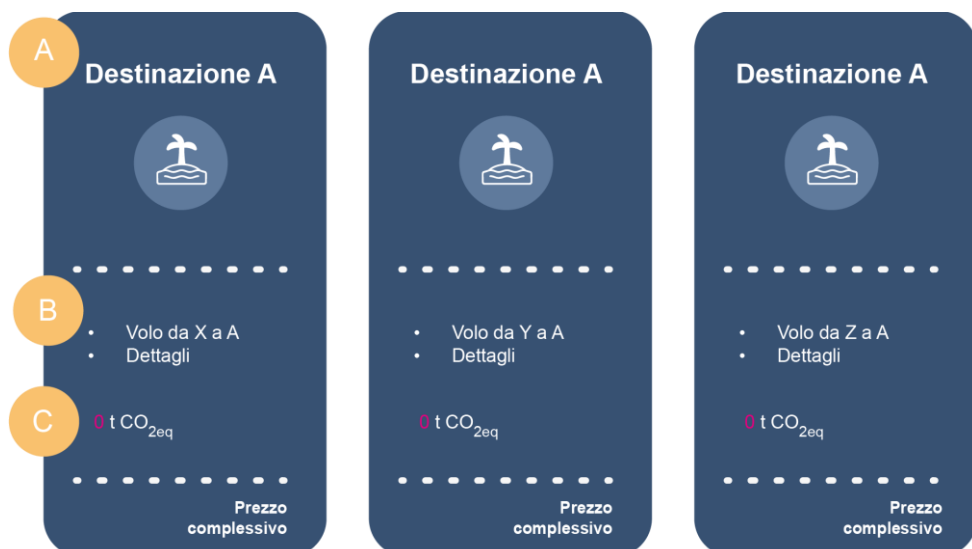 A
Destinazione A
Destinazione A
Destinazione A
B
• Volo da X a A
• Dettagli
• Volo da Y a A
• Dettagli
• Volo da Z a A
• Dettagli
C
0 t CO2eq
0 t CO2eq
0 t CO2eq
Prezzo
complessivo
Prezzo
complessivo
Prezzo
complessivo